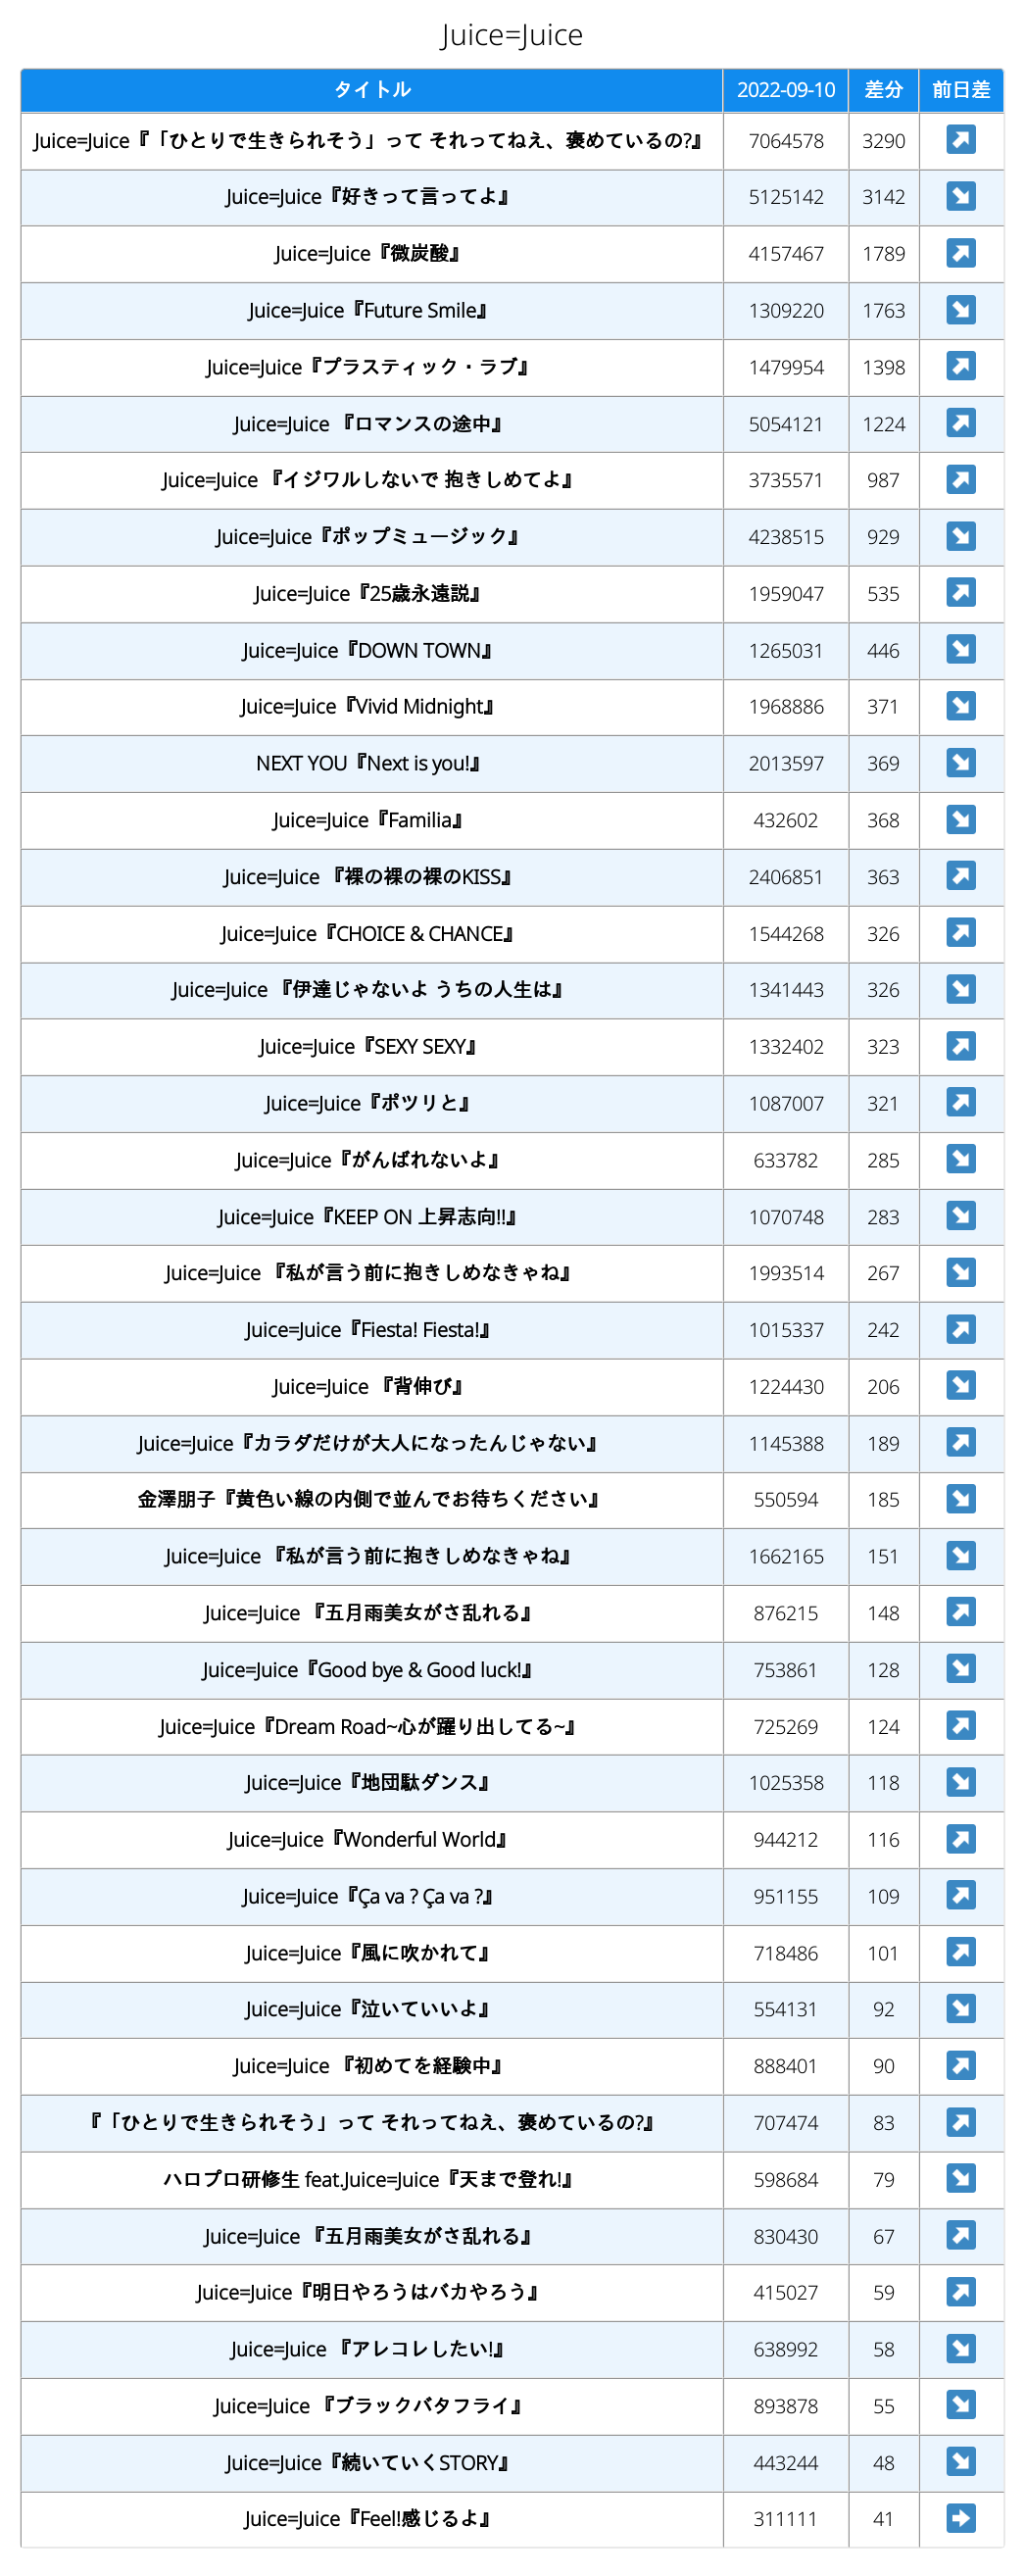 Juice=Juice
タイトル 2022-09-10 差分 前日差
Juice=Juice『「ひとりで生きられそう」って それってねえ、褒めているの?』 7064578 3290 ↗
Juice=Juice『好きって言ってよ』 5125142 3142 ↘
Juice=Juice『微炭酸』 4157467 1789 ↗
Juice=Juice『Future Smile』 1309220 1763 ↘
Juice=Juice『プラスティック・ラブ』 1479954 1398 ↗
Juice=Juice 『ロマンスの途中』 5054121 1224 ↗
Juice=Juice 『イジワルしないで 抱きしめてよ』 3735571 987 ↗
Juice=Juice『ポップミュージック』 4238515 929 ↘
Juice=Juice『25歳永遠説』 1959047 535 ↗
Juice=Juice『DOWN TOWN』 1265031 446 ↘
Juice=Juice『Vivid Midnight』 1968886 371 ↘
NEXT YOU『Next is you!』 2013597 369 ↘
Juice=Juice『Familia』 432602 368 ↘
Juice=Juice 『裸の裸の裸のKISS』 2406851 363 ↗
Juice=Juice『CHOICE & CHANCE』 1544268 326 ↗
Juice=Juice 『伊達じゃないよ うちの人生は』 1341443 326 ↘
Juice=Juice『SEXY SEXY』 1332402 323 ↗
Juice=Juice『ポツリと』 1087007 321 ↗
Juice=Juice『がんばれないよ』 633782 285 ↘
Juice=Juice『KEEP ON 上昇志向!!』 1070748 283 ↘
Juice=Juice 『私が言う前に抱きしめなきゃね』 1993514 267 ↘
Juice=Juice『Fiesta! Fiesta!』 1015337 242 ↗
Juice=Juice 『背伸び』 1224430 206 ↘
Juice=Juice『カラダだけが大人になったんじゃない』 1145388 189 ↗
金澤朋子『黄色い線の内側で並んでお待ちください』 550594 185 ↘
Juice=Juice 『私が言う前に抱きしめなきゃね』 1662165 151 ↘
Juice=Juice 『五月雨美女がさ乱れる』 876215 148 ↗
Juice=Juice『Good bye & Good luck!』 753861 128 ↘
Juice=Juice『Dream Road~心が躍り出してる~』 725269 124 ↗
Juice=Juice『地団駄ダンス』 1025358 118 ↘
Juice=Juice『Wonderful World』 944212 116 ↗
Juice=Juice『Ça va ? Ça va ?』 951155 109 ↗
Juice=Juice『風に吹かれて』 718486 101 ↗
Juice=Juice『泣いていいよ』 554131 92 ↘
Juice=Juice 『初めてを経験中』 888401 90 ↗
『「ひとりで生きられそう」って それってねえ、褒めているの?』 707474 83 ↗
ハロプロ研修生 feat.Juice=Juice『天まで登れ!』 598684 79 ↘
Juice=Juice 『五月雨美女がさ乱れる』 830430 67 ↗
Juice=Juice『明日やろうはバカやろう』 415027 59 ↗
Juice=Juice 『アレコレしたい!』 638992 58 ↘
Juice=Juice 『ブラックバタフライ』 893878 55 ↘
Juice=Juice『続いていくSTORY』 443244 48 ↘
Juice=Juice『Feel!感じるよ』 311111 41 →